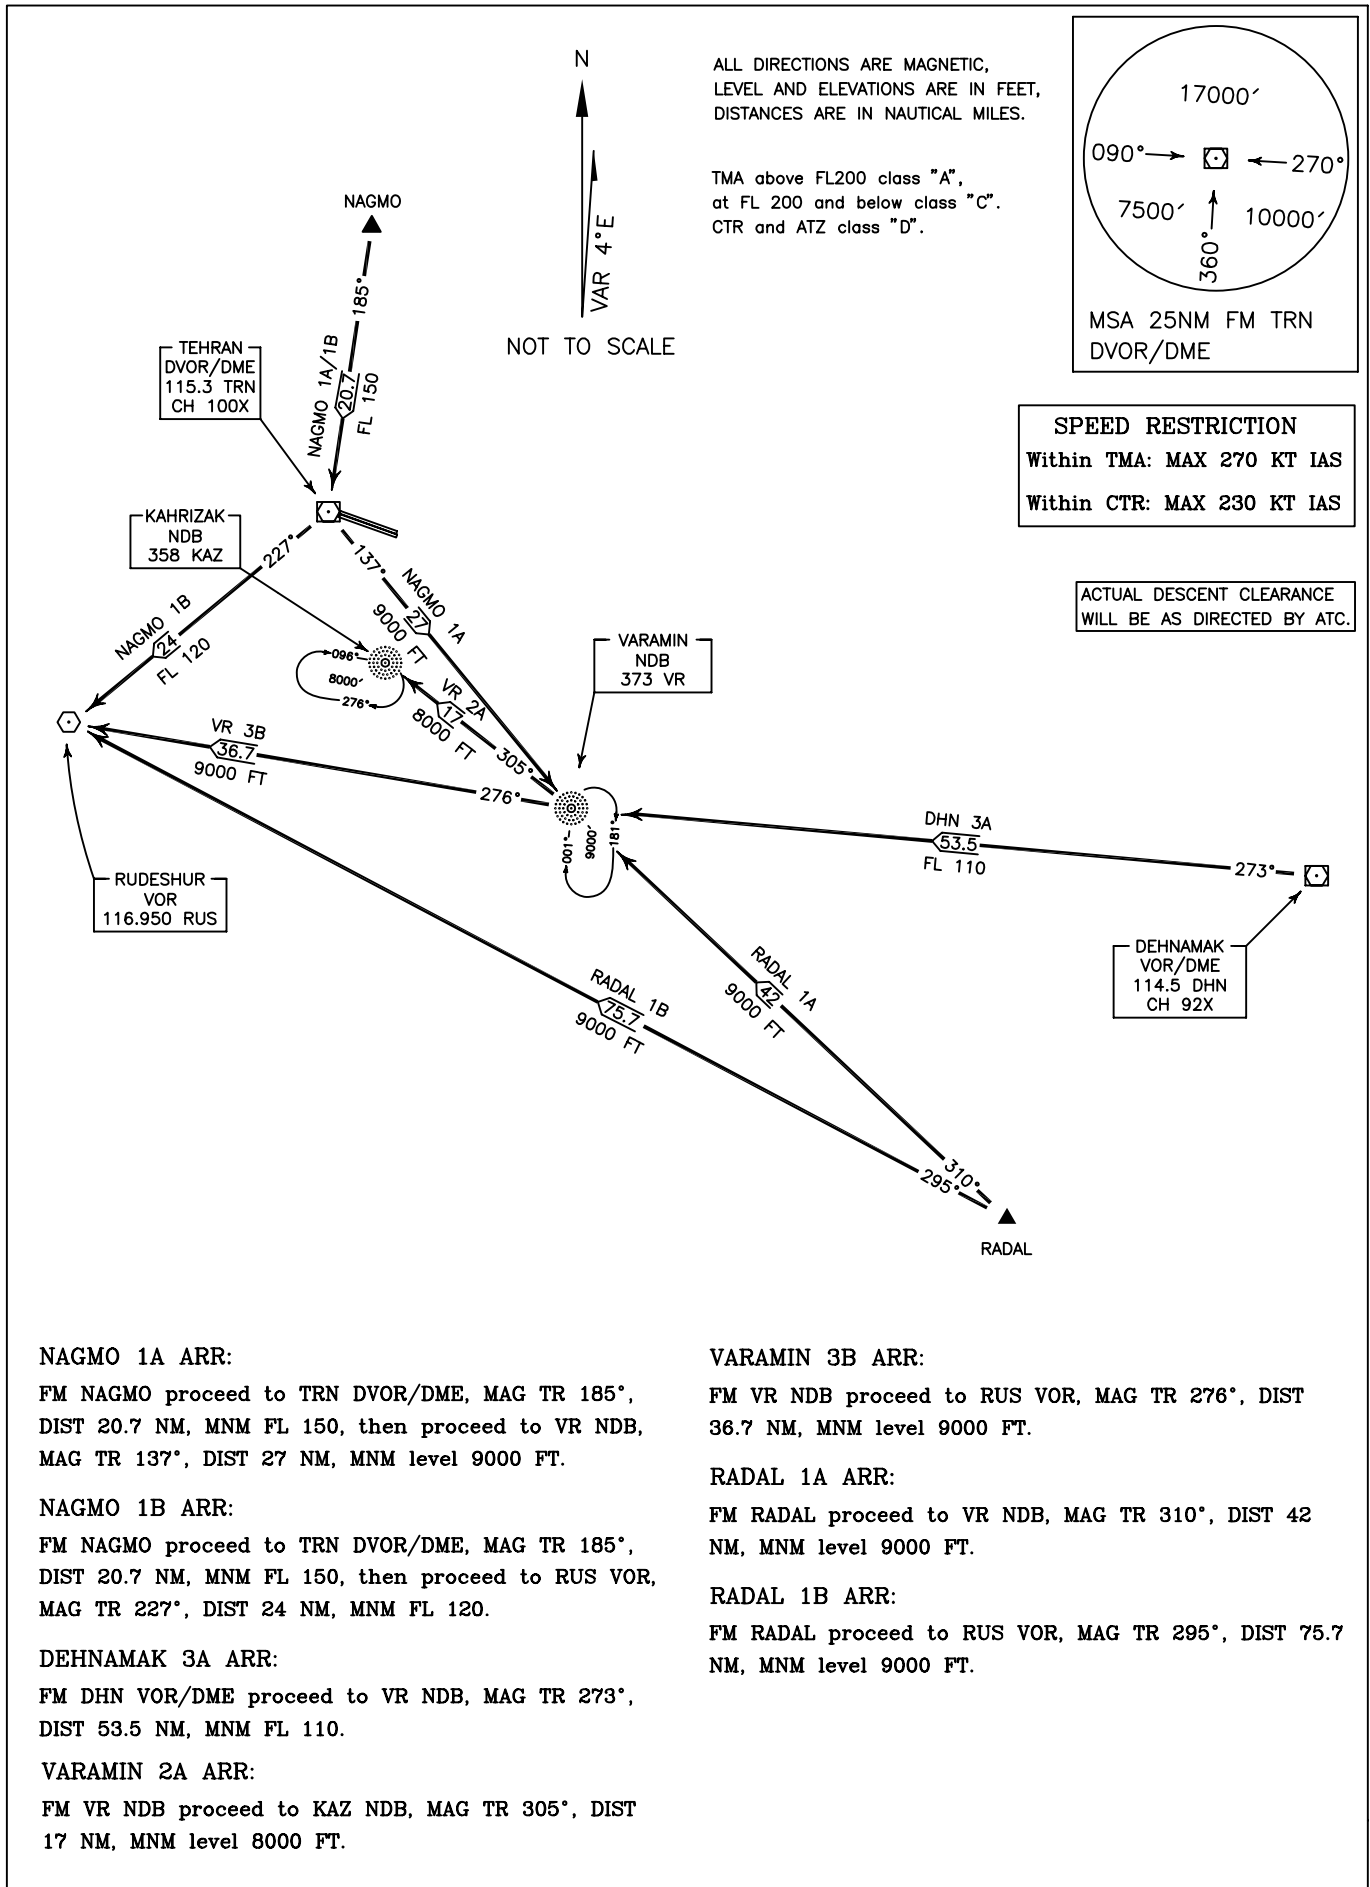 N
VAR 4°E
NOT TO SCALE
ALL DIRECTIONS ARE MAGNETIC,
LEVEL AND ELEVATIONS ARE IN FEET,
DISTANCES ARE IN NAUTICAL MILES.
TMA above FL200 class "A",
at FL 200 and below class "C".
CTR and ATZ class "D".
17000′
090°
270°
7500′
10000′
360°
MSA 25NM FM TRN
DVOR/DME
SPEED RESTRICTION
Within TMA: MAX 270 KT IAS
Within CTR: MAX 230 KT IAS
ACTUAL DESCENT CLEARANCE
WILL BE AS DIRECTED BY ATC.
NAGMO
185°
NAGMO 1A/1B
20.7
FL 150
TEHRAN
DVOR/DME
115.3 TRN
CH 100X
KAHRIZAK
NDB
358 KAZ
227°
NAGMO 1B
24
FL 120
137°
NAGMO 1A
27
9000
FT
096°
8000′
276°
VR 2A
17
8000 FT
305°
VARAMIN
NDB
373 VR
VR 3B
36.7
9000 FT
276°
001°
9000′
181°
DHN 3A
53.5
FL 110
273°
RUDESHUR
VOR
116.950 RUS
DEHNAMAK
VOR/DME
114.5 DHN
CH 92X
RADAL 1A
42
9000 FT
RADAL 1B
75.7
9000 FT
310°
295°
RADAL
NAGMO 1A ARR:
FM NAGMO proceed to TRN DVOR/DME, MAG TR 185°,
DIST 20.7 NM, MNM FL 150, then proceed to VR NDB,
MAG TR 137°, DIST 27 NM, MNM level 9000 FT.
NAGMO 1B ARR:
FM NAGMO proceed to TRN DVOR/DME, MAG TR 185°,
DIST 20.7 NM, MNM FL 150, then proceed to RUS VOR,
MAG TR 227°, DIST 24 NM, MNM FL 120.
DEHNAMAK 3A ARR:
FM DHN VOR/DME proceed to VR NDB, MAG TR 273°,
DIST 53.5 NM, MNM FL 110.
VARAMIN 2A ARR:
FM VR NDB proceed to KAZ NDB, MAG TR 305°, DIST
17 NM, MNM level 8000 FT.
VARAMIN 3B ARR:
FM VR NDB proceed to RUS VOR, MAG TR 276°, DIST
36.7 NM, MNM level 9000 FT.
RADAL 1A ARR:
FM RADAL proceed to VR NDB, MAG TR 310°, DIST 42
NM, MNM level 9000 FT.
RADAL 1B ARR:
FM RADAL proceed to RUS VOR, MAG TR 295°, DIST 75.7
NM, MNM level 9000 FT.